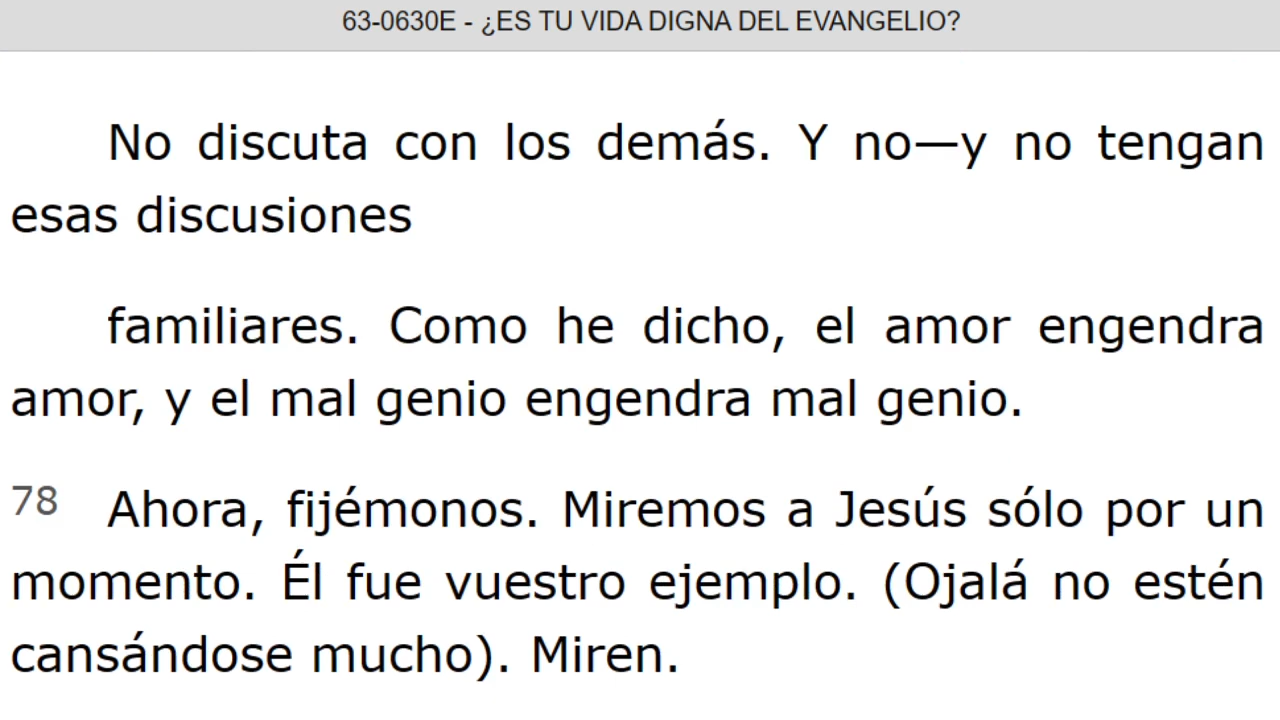 63-0630E - ¿ES TU VIDA DIGNA DEL EVANGELIO?
No discuta con los demás. Y no—y no tengan
esas discusiones
familiares. Como he dicho, el amor engendra
amor, y el mal genio engendra mal genio.
78 Ahora, fijémonos. Miremos a Jesús sólo por un
momento. Él fue vuestro ejemplo. (Ojalá no estén
cansándose mucho). Miren.